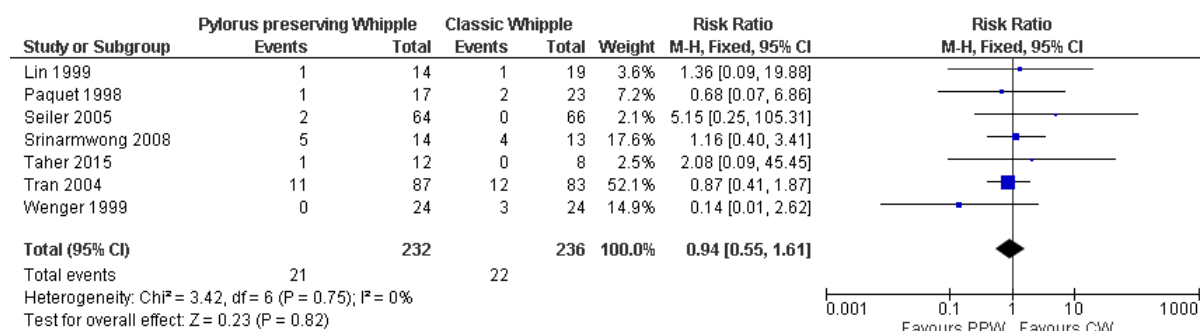 Pylorus preserving Whipple Classic Whipple Risk Ratio Risk Ratio
Study or Subgroup Events Total Events Total Weight M-H, Fixed, 95% CI M-H, Fixed, 95% CI
Lin 1999 1 14 1 19 3.6% 1.36 [0.09, 19.88]
Paquet 1998 1 17 2 23 7.2% 0.68 [0.07, 6.86]
Seiler 2005 2 64 0 66 2.1% 5.15 [0.25, 105.31]
Srinarmwong 2008 5 14 4 13 17.6% 1.16 [0.40, 3.41]
Taher 2015 1 12 0 8 2.5% 2.08 [0.09, 45.45]
Tran 2004 11 87 12 83 52.1% 0.87 [0.41, 1.87]
Wenger 1999 0 24 3 24 14.9% 0.14 [0.01, 2.62]
Total (95% CI) 232 236 100.0% 0.94 [0.55, 1.61]
Total events 21 22
Heterogeneity: Chi² = 3.42, df = 6 (P = 0.75); I² = 0%
Test for overall effect: Z = 0.23 (P = 0.82)
0.001 0.1 1 10 1000
Favours PPW Favours CW